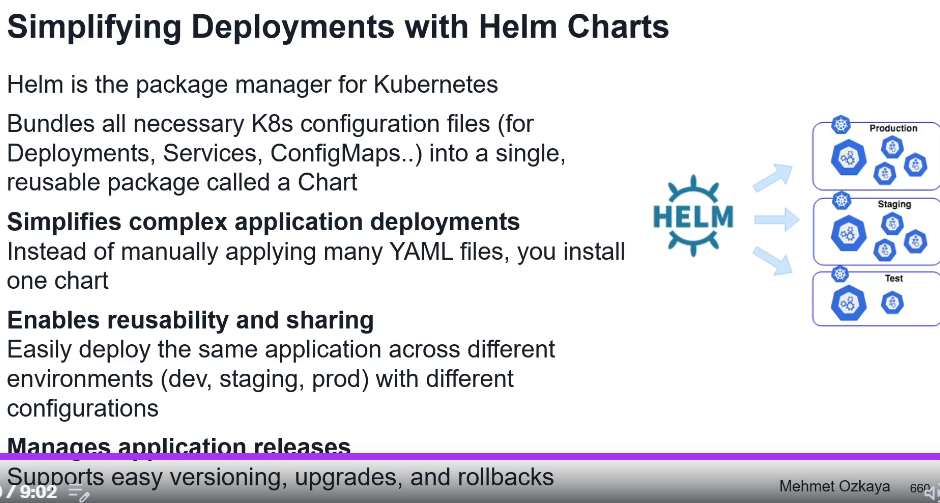 Simplifying Deployments with Helm Charts
Helm is the package manager for Kubernetes
Bundles all necessary K8s configuration files (for
Deployments, Services, ConfigMaps..) into a single,
reusable package called a Chart
Simplifies complex application deployments
Instead of manually applying many YAML files, you install
one chart
Enables reusability and sharing
Easily deploy the same application across different
environments (dev, staging, prod) with different
configurations
Manages application releases
Supports easy versioning, upgrades, and rollbacks
HELM
Production
Staging
Test
/ 9:02
Mehmet Ozkaya